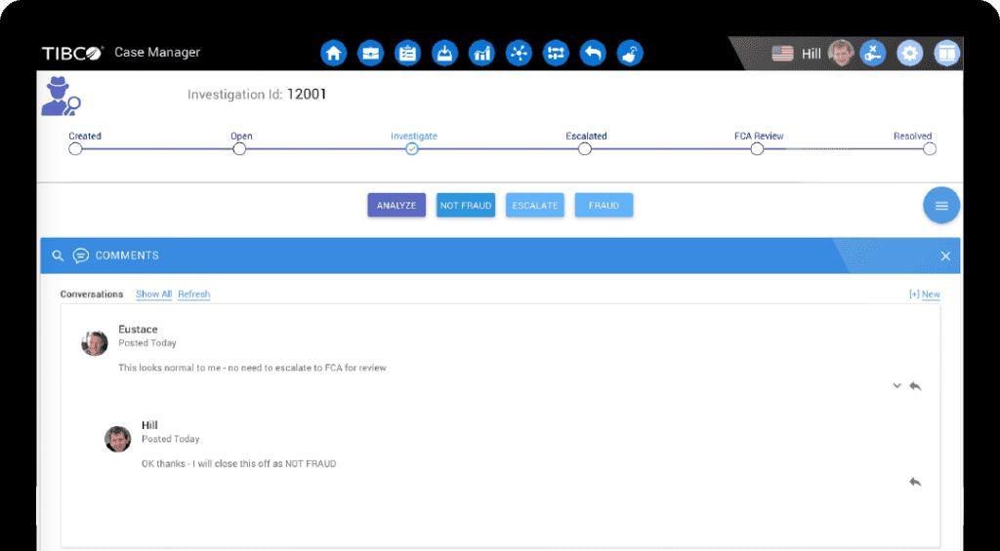 TIBCO® Case Manager
Hill
Investigation Id: 12001
Created Open Investigate Escalated FCA Review Resolved
ANALYZE NOT FRAUD ESCALATE FRAUD
COMMENTS
Conversations Show All Refresh [+] New
Eustace
Posted Today
This looks normal to me - no need to escalate to FCA for review
Hill
Posted Today
OK thanks - I will close this off as NOT FRAUD